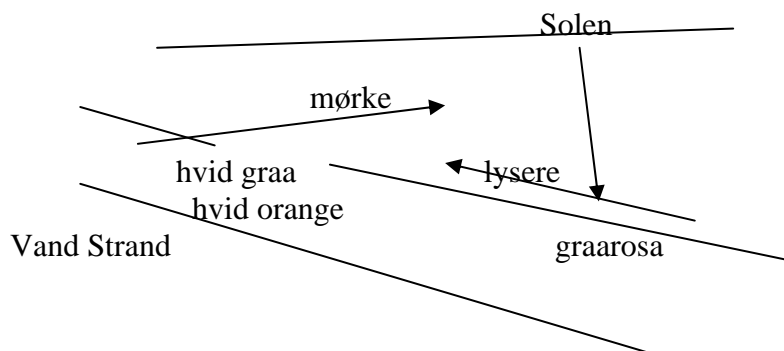 Solen
mørke
hvid graa
lysere
hvid orange
Vand Strand
graarosa